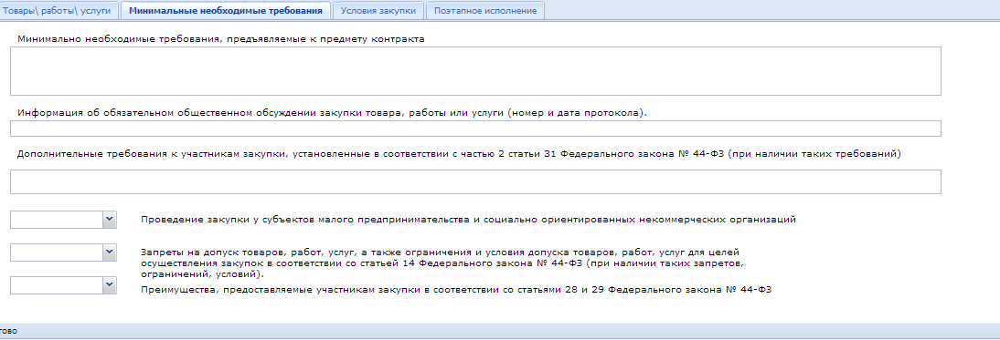 Товары\ работы\ услуги
Минимальные необходимые требования
Условия закупки
Поэтапное исполнение
Минимально необходимые требования, предъявляемые к предмету контракта
Информация об обязательном общественном обсуждении закупки товара, работы или услуги (номер и дата протокола).
Дополнительные требования к участникам закупки, установленные в соответствии с частью 2 статьи 31 Федерального закона № 44-ФЗ (при наличии таких требований)
Проведение закупки у субъектов малого предпринимательства и социально ориентированных некоммерческих организаций
Запреты на допуск товаров, работ, услуг, а также ограничения и условия допуска товаров, работ, услуг для целей
осуществления закупок в соответствии со статьей 14 Федерального закона № 44-ФЗ (при наличии таких запретов,
ограничений, условий).
Преимущества, предоставляемые участникам закупки в соответствии со статьями 28 и 29 Федерального закона № 44-ФЗ